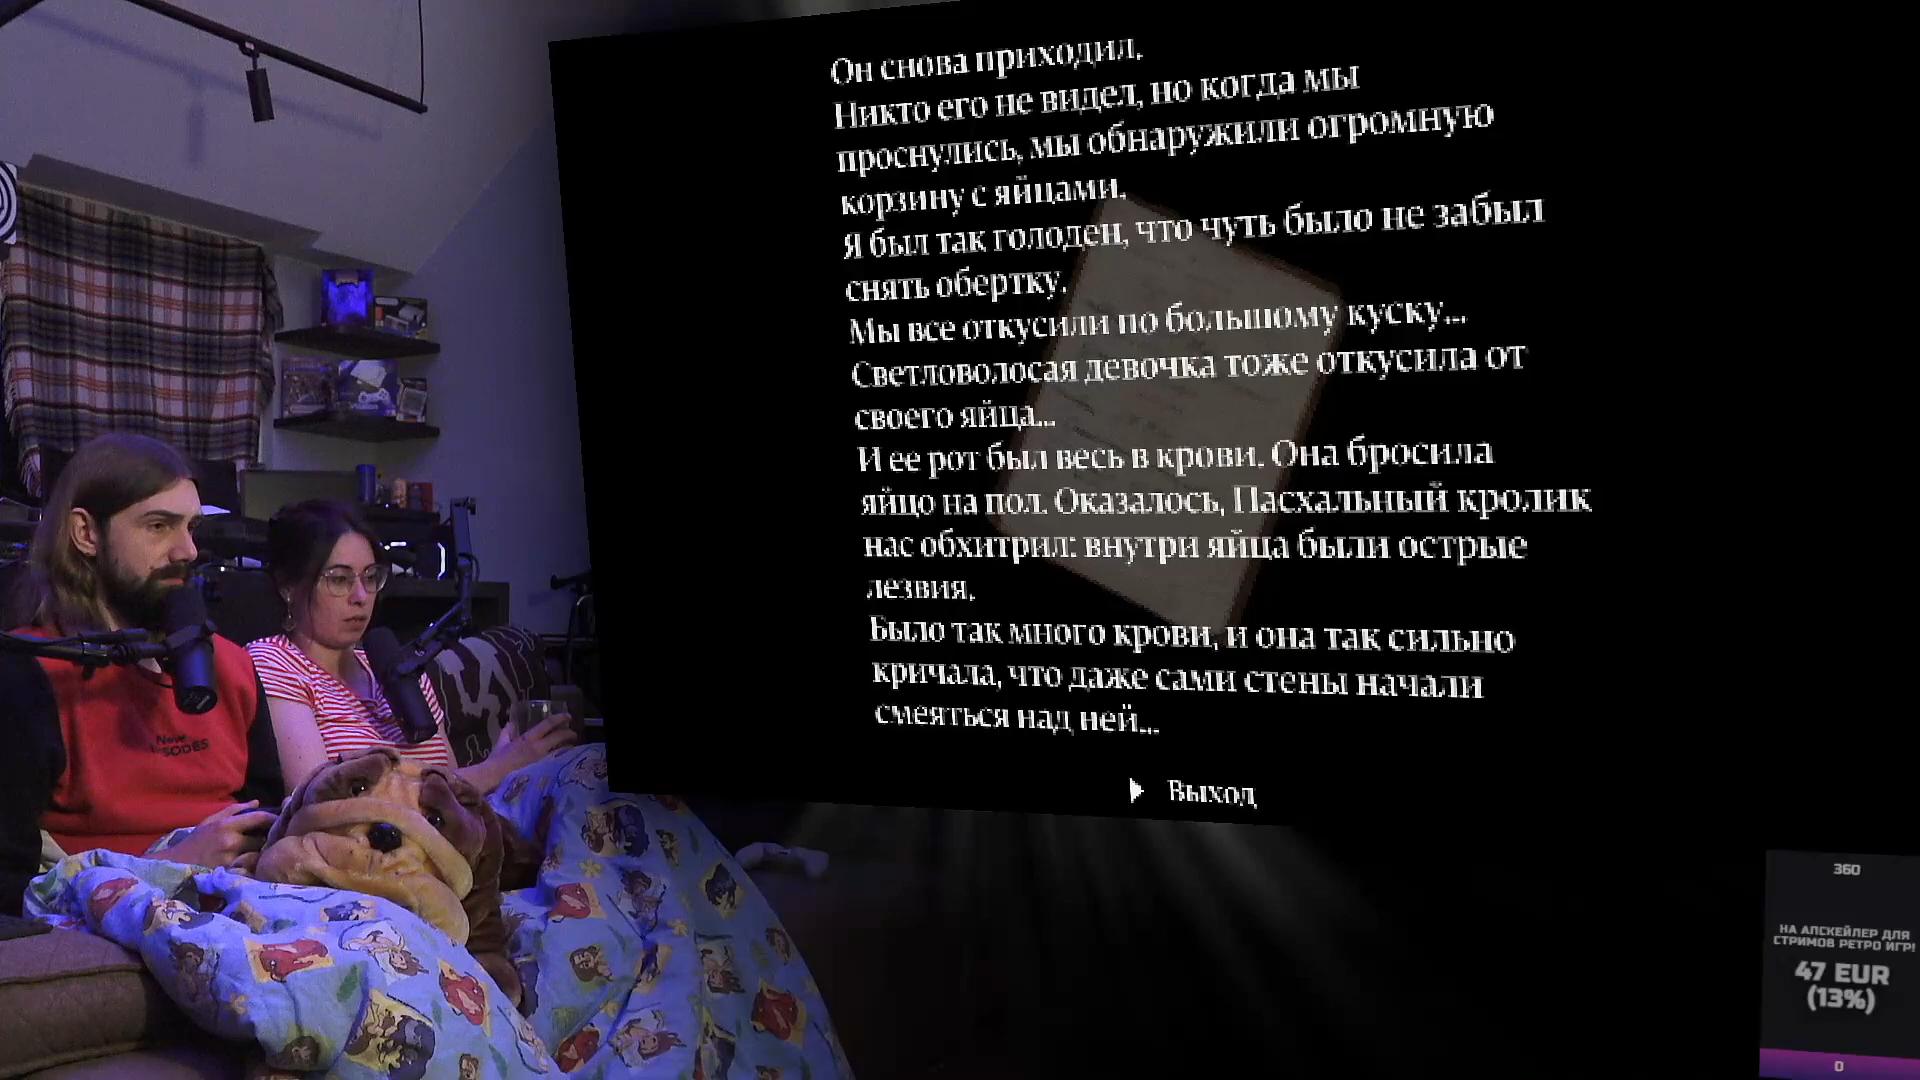 Он снова приходил.
Никто его не видел, но когда мы
проснулись, мы обнаружили огромную
корзину с яйцами.
Я был так голоден, что чуть было не забыл
снять обертку.
Мы все откусили по большому куску...
Светловолосая девочка тоже откусила от
своего яйца...
И ее рот был весь в крови. Она бросила
яйцо на пол. Оказалось, Пасхальный кролик
нас обхитрил: внутри яйца были острые
лезвия.
Было так много крови, и она так сильно
кричала, что даже сами стены начали
смеяться над ней...
Выход
360
НА АПСКЕЙЛЕР ДЛЯ
СТРИМОВ РЕТРО ИГР!
47 EUR
(13%)
0